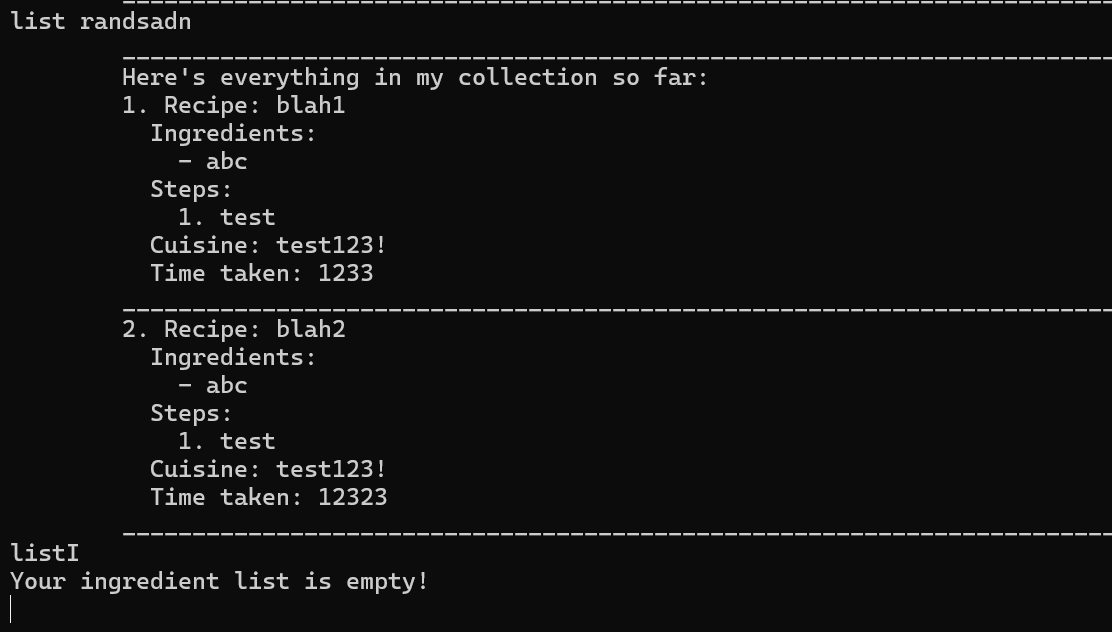 list randsadn
Here's everything in my collection so far:
1. Recipe: blah1
Ingredients:
- abc
Steps:
1. test
Cuisine: test123!
Time taken: 1233
2. Recipe: blah2
Ingredients:
- abc
Steps:
1. test
Cuisine: test123!
Time taken: 12323
listI
Your ingredient list is empty!